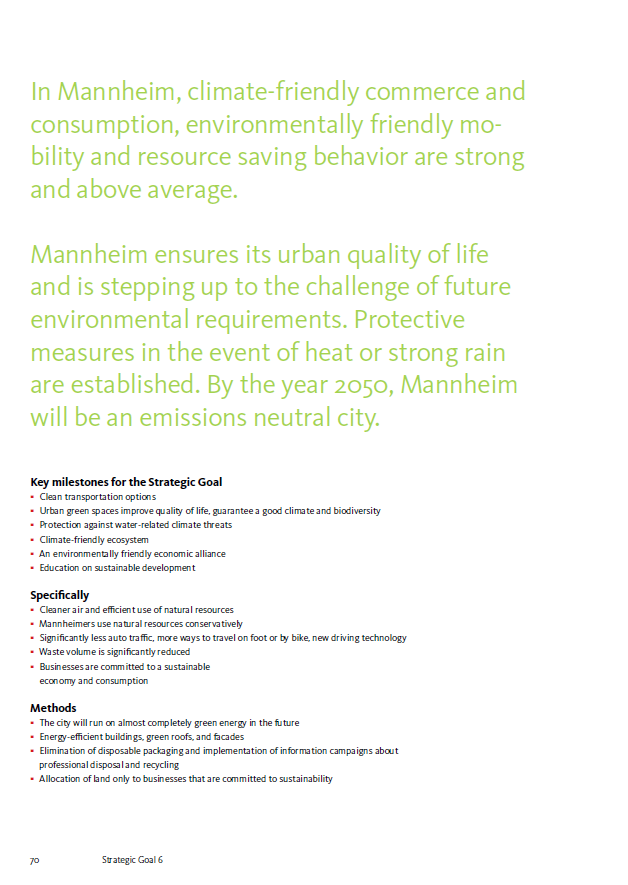 In Mannheim, climate-friendly commerce and
consumption, environmentally friendly mo-
bility and resource saving behavior are strong
and above average.
Mannheim ensures its urban quality of life
and is stepping up to the challenge of future
environmental requirements. Protective
measures in the event of heat or strong rain
are established. By the year 2050, Mannheim
will be an emissions neutral city.
Key milestones for the Strategic Goal
▪ Clean transportation options
▪ Urban green spaces improve quality of life, guarantee a good climate and biodiversity
▪ Protection against water-related climate threats
▪ Climate-friendly ecosystem
▪ An environmentally friendly economic alliance
▪ Education on sustainable development
Specifically
▪ Cleaner air and efficient use of natural resources
▪ Mannheimers use natural resources conservatively
▪ Significantly less auto traffic, more ways to travel on foot or by bike, new driving technology
▪ Waste volume is significantly reduced
▪ Businesses are committed to a sustainable
economy and consumption
Methods
▪ The city will run on almost completely green energy in the future
▪ Energy-efficient buildings, green roofs, and facades
▪ Elimination of disposable packaging and implementation of information campaigns about
professional disposal and recycling
▪ Allocation of land only to businesses that are committed to sustainability
70 Strategic Goal 6